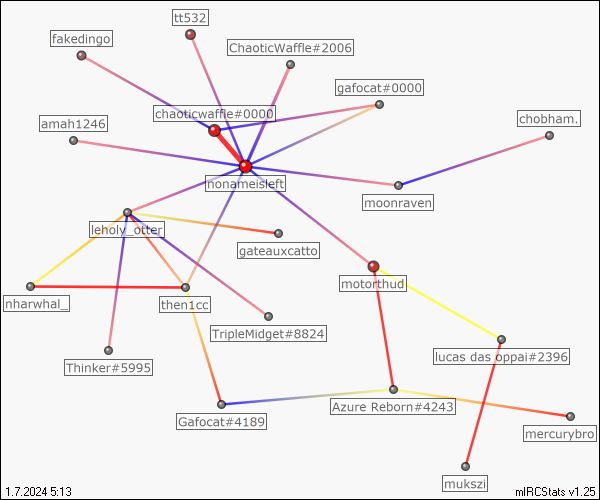 tt532
fakedingo
ChaoticWaffle#2006
gafocat#0000
chaoticwaffle#0000
amah1246
chobham.
nonameisleft
moonraven
leholy_otter
gateauxcatto
motorthud
nharwhal_
then1cc
TripleMidget#8824
lucas das oppai#2396
Thinker#5995
Azure Reborn#4243
Gafocat#4189
mercurybro
mukszi
1.7.2024 5:13
mIRCStats v1.25